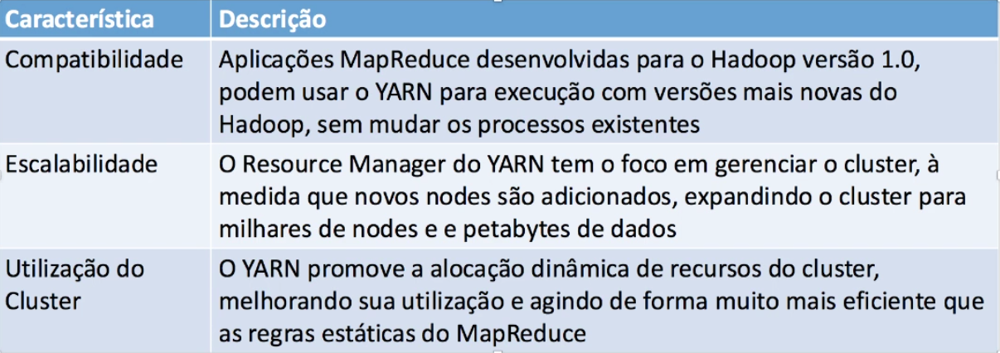 Característica Descrição
Compatibilidade Aplicações MapReduce desenvolvidas para o Hadoop versão 1.0,
podem usar o YARN para execução com versões mais novas do
Hadoop, sem mudar os processos existentes
Escalabilidade O Resource Manager do YARN tem o foco em gerenciar o cluster, à
medida que novos nodes são adicionados, expandindo o cluster para
milhares de nodes e e petabytes de dados
Utilização do O YARN promove a alocação dinâmica de recursos do cluster,
Cluster melhorando sua utilização e agindo de forma muito mais eficiente que
as regras estáticas do MapReduce